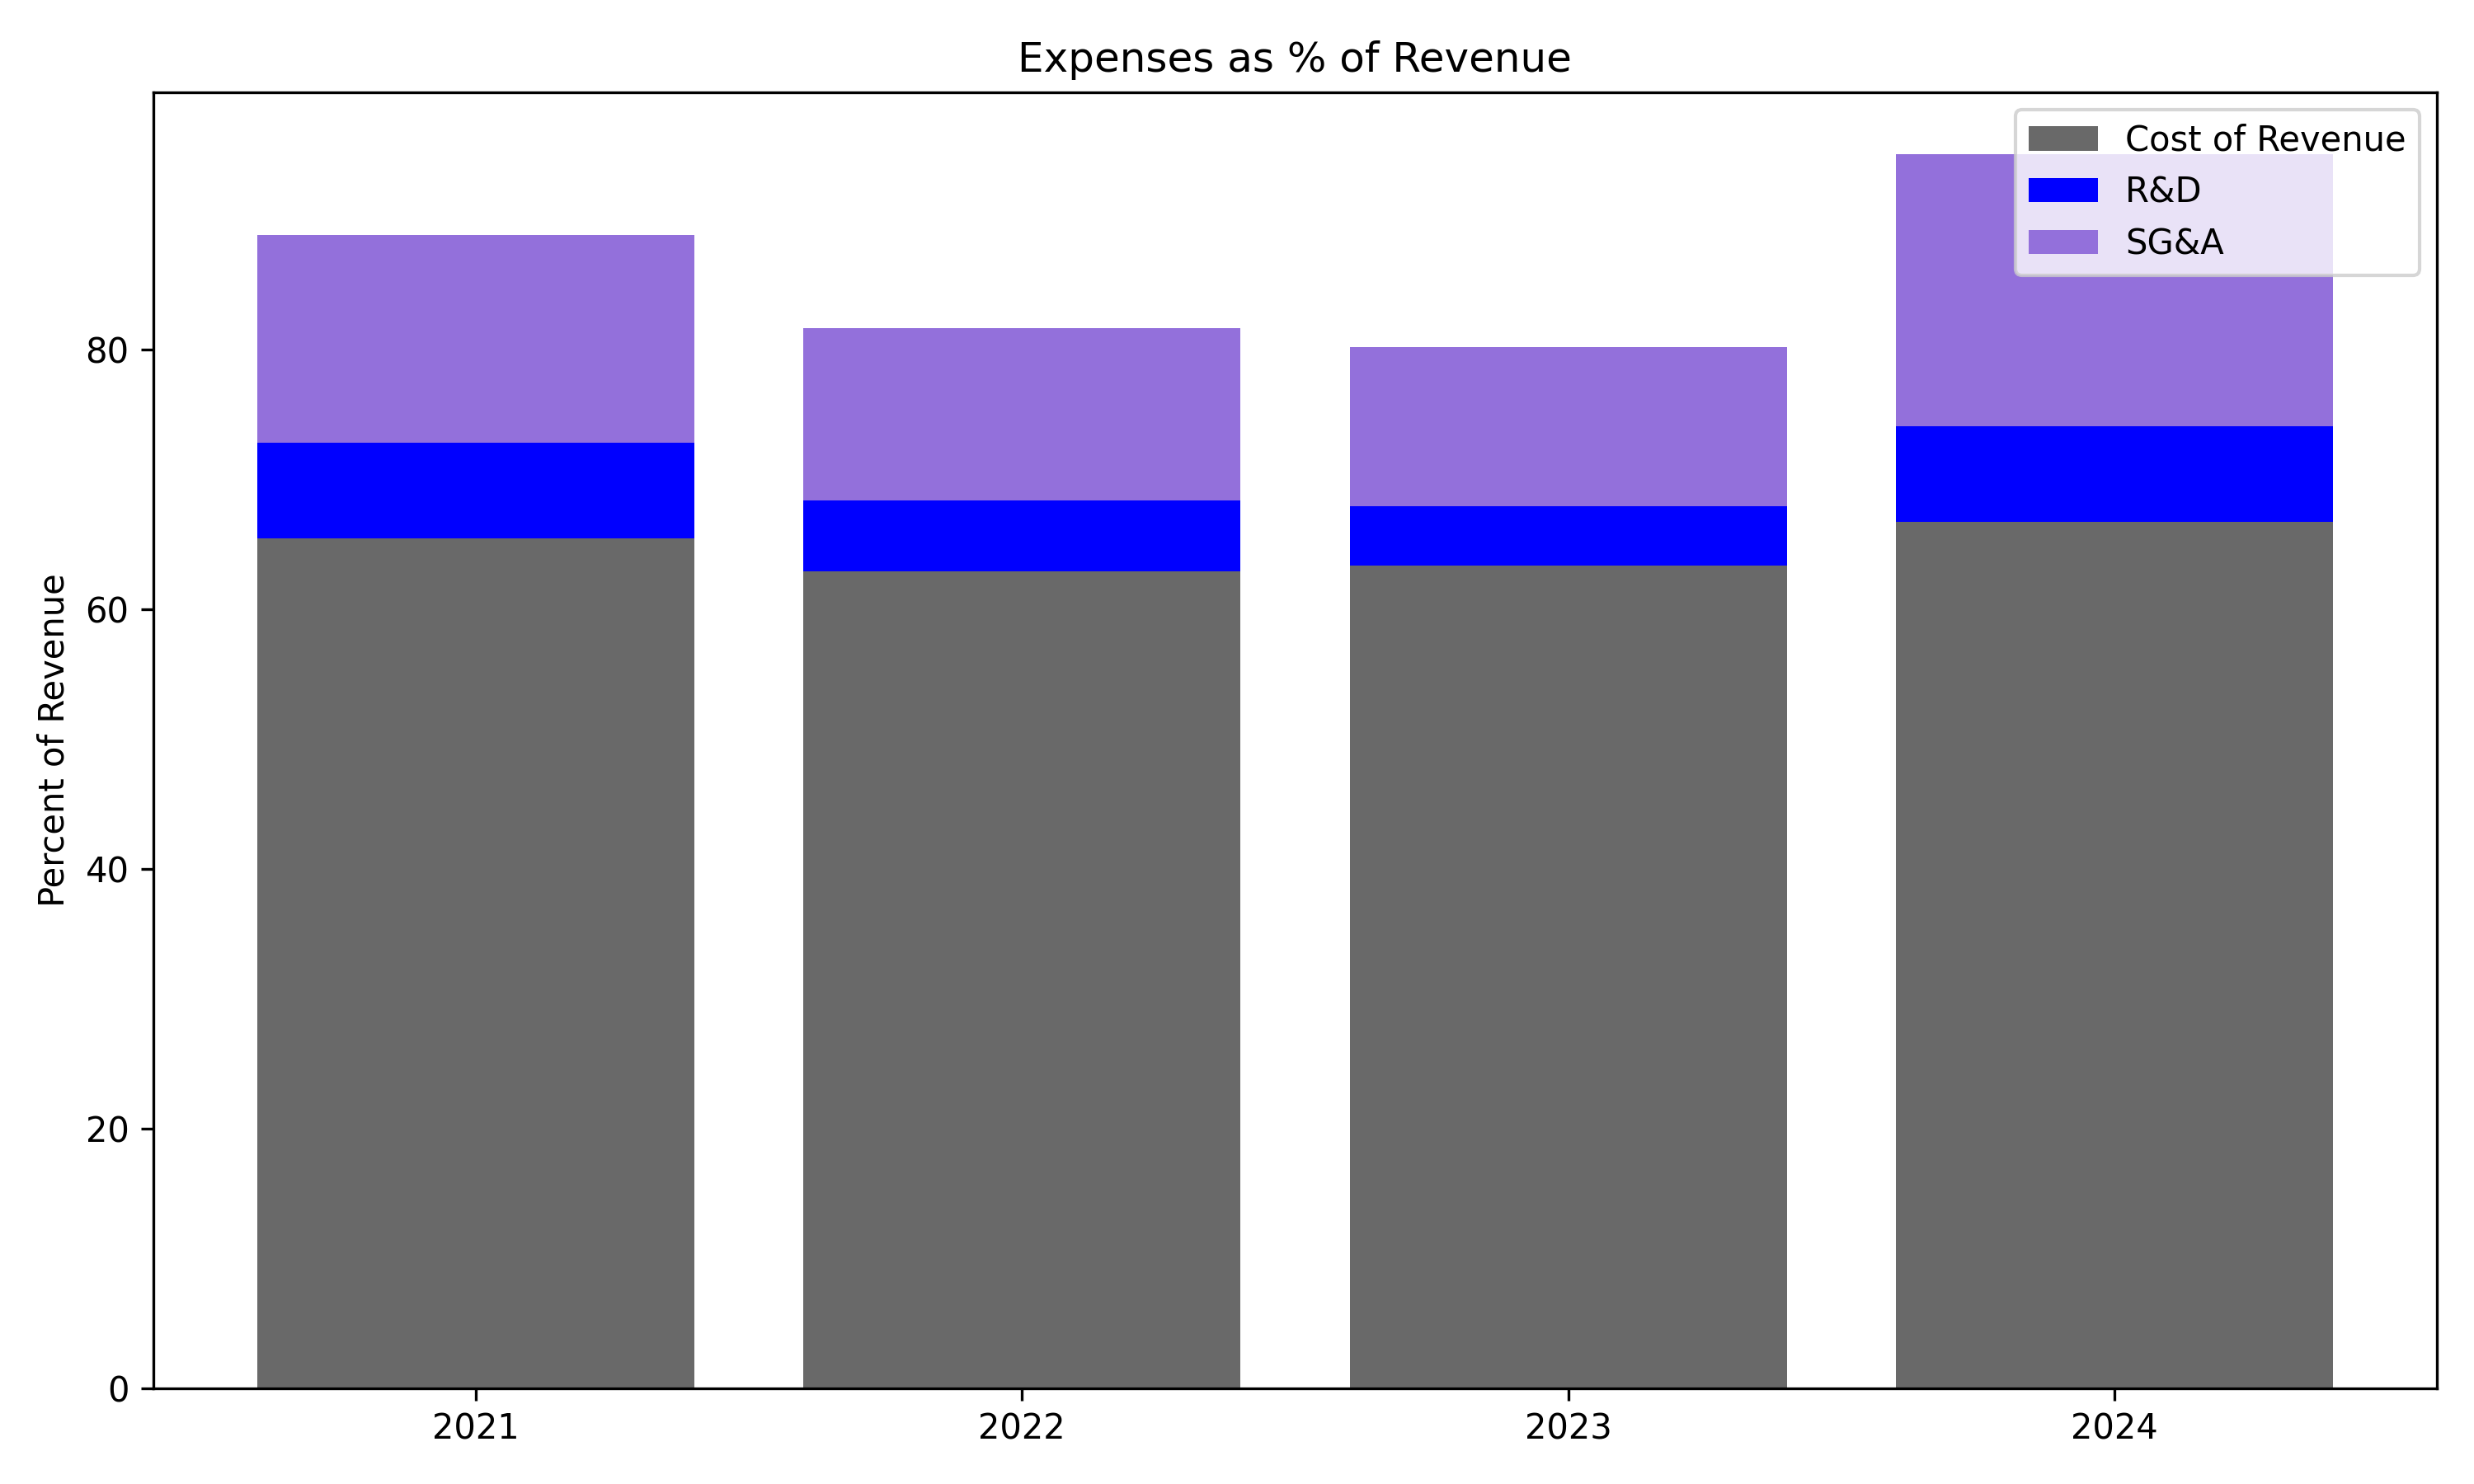 Expenses as % of Revenue
Cost of Revenue
R&D
SG&A
Percent of Revenue
80
60
40
20
0
2021
2022
2023
2024